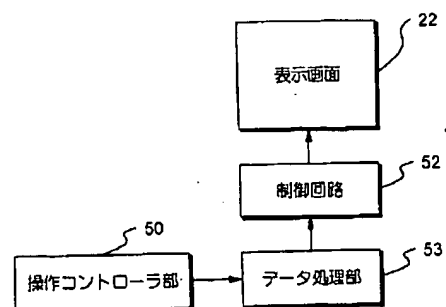 22
表示画面
52
制御回路
50
53
操作コントローラ部
データ処理部